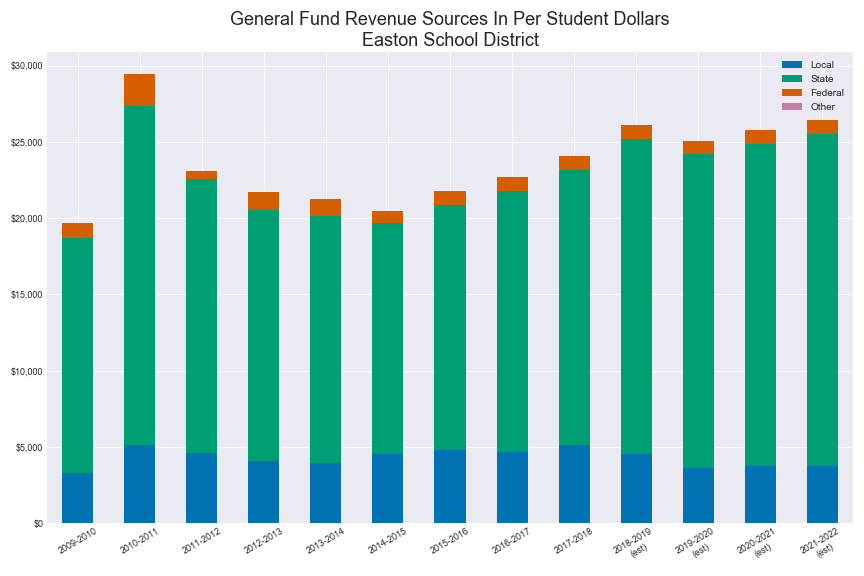 General Fund Revenue Sources In Per Student Dollars
Easton School District
Local
State
Federal
Other
$30,000
$25,000
$20,000
$15,000
$10,000
$5,000
$0
2009-2010
2010-2011
2011-2012
2012-2013
2013-2014
2014-2015
2015-2016
2016-2017
2017-2018
2018-2019
(est)
2019-2020
(est)
2020-2021
(est)
2021-2022
(est)